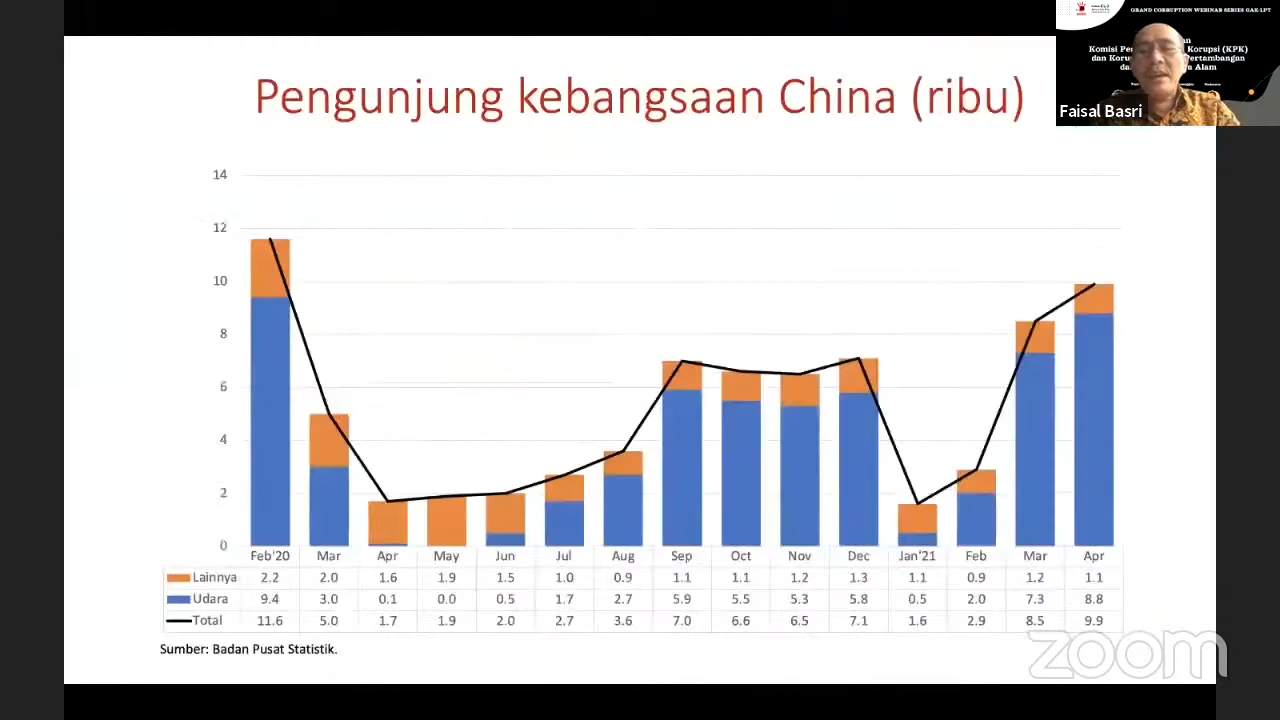 GRAND CORRUPTION WEBINAR SERIES GAK-LPT
Komisi Korupsi (KPK)
dan Pertambangan
Alam
Faisal Basri
Pengunjung kebangsaan China (ribu)
14
12
10
8
6
4
2
0
Feb'20 Mar Apr May Jun Jul Aug Sep Oct Nov Dec Jan'21 Feb Mar Apr
Lainnya 2.2 2.0 1.6 1.9 1.5 1.0 0.9 1.1 1.1 1.2 1.3 1.1 0.9 1.2 1.1
Udara 9.4 3.0 0.1 0.0 0.5 1.7 2.7 5.9 5.5 5.3 5.8 0.5 2.0 7.3 8.8
Total 11.6 5.0 1.7 1.9 2.0 2.7 3.6 7.0 6.6 6.5 7.1 1.6 2.9 8.5 9.9
Sumber: Badan Pusat Statistik.
zoom